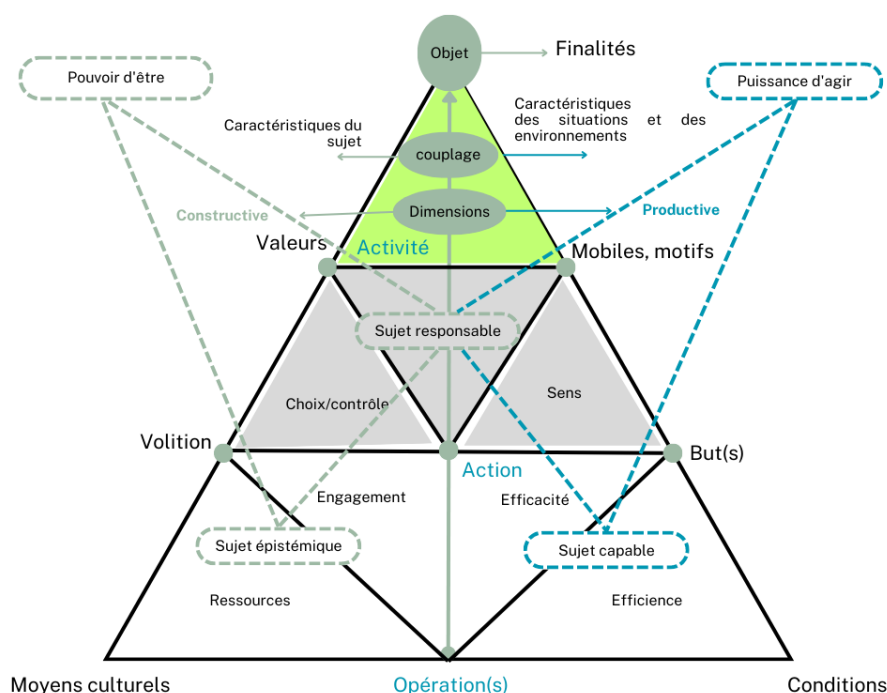 Objet
Finalités
Pouvoir d'être
Puissance d'agir
Caractéristiques du
sujet
Caractéristiques
des situations et des
environnements
couplage
Dimensions
Constructive
Productive
Valeurs
Activité
Mobiles, motifs
Sujet responsable
Choix/contrôle
Sens
Volition
Action
But(s)
Engagement
Efficacité
Sujet épistémique
Sujet capable
Ressources
Efficience
Moyens culturels
Opération(s)
Conditions